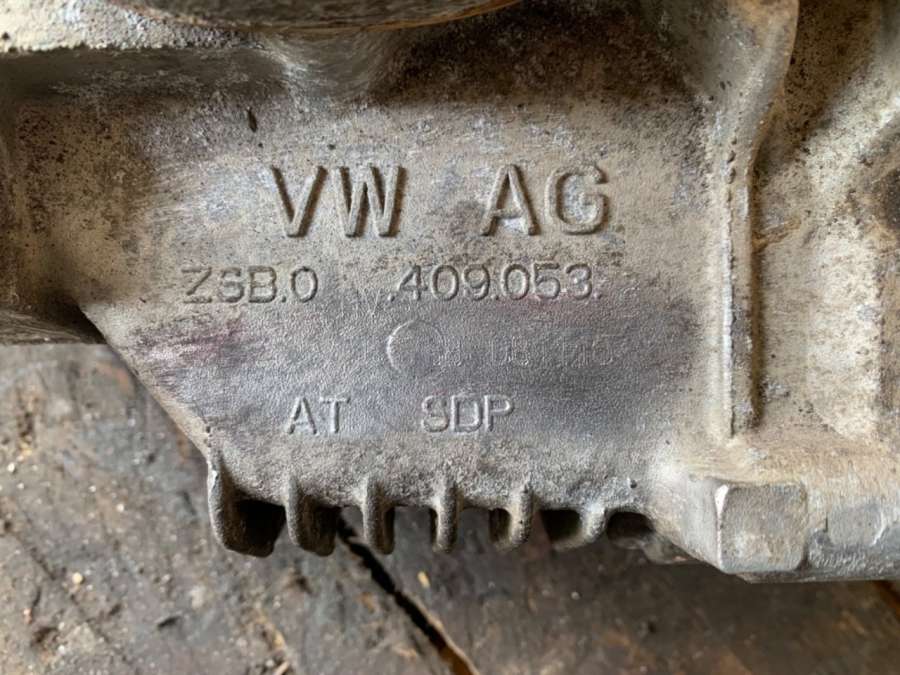 VW AG
ZSB.0 .409.053.
AT SDP